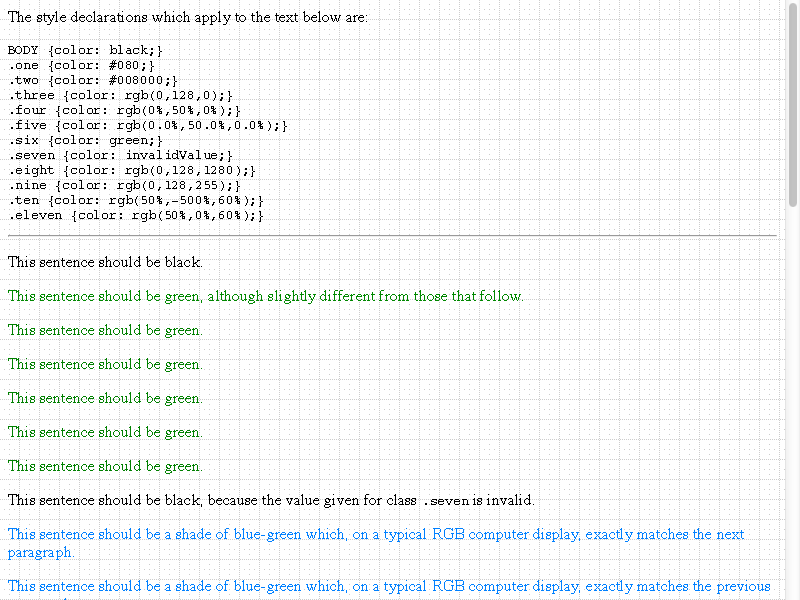 The style declarations which apply to the text below are:
BODY {color: black;}
.one {color: #080;}
.two {color: #008000;}
.three {color: rgb(0,128,0);}
.four {color: rgb(0%,50%,0%);}
.five {color: rgb(0.0%,50.0%,0.0%);}
.six {color: green;}
.seven {color: invalidValue;}
.eight {color: rgb(0,128,1280);}
.nine {color: rgb(0,128,255);}
.ten {color: rgb(50%,-500%,60%);}
.eleven {color: rgb(50%,0%,60%);}
This sentence should be black.
This sentence should be green, although slightly different from those that follow.
This sentence should be green.
This sentence should be green.
This sentence should be green.
This sentence should be green.
This sentence should be green.
This sentence should be black, because the value given for class .seven is invalid.
This sentence should be a shade of blue-green which, on a typical RGB computer display, exactly matches the next
paragraph.
This sentence should be a shade of blue-green which, on a typical RGB computer display, exactly matches the previous